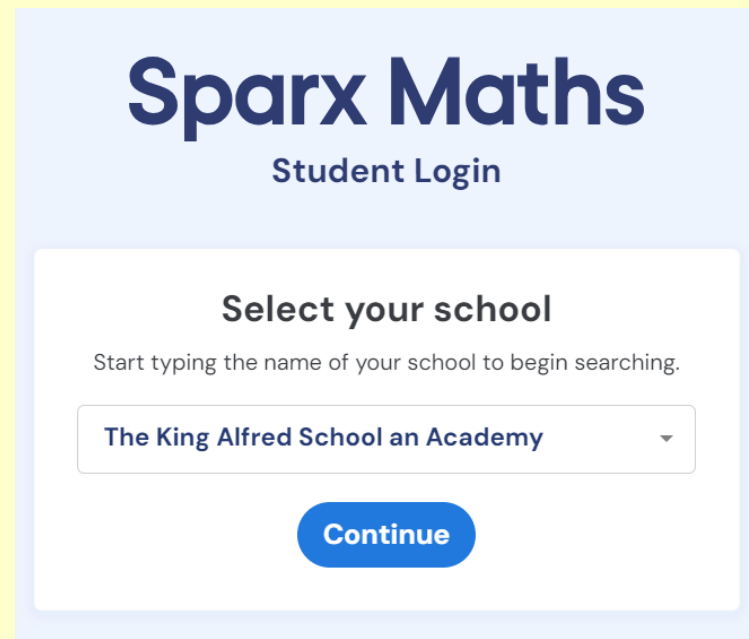 Sparx Maths
Student Login
Select your school
Start typing the name of your school to begin searching.
The King Alfred School an Academy
Continue